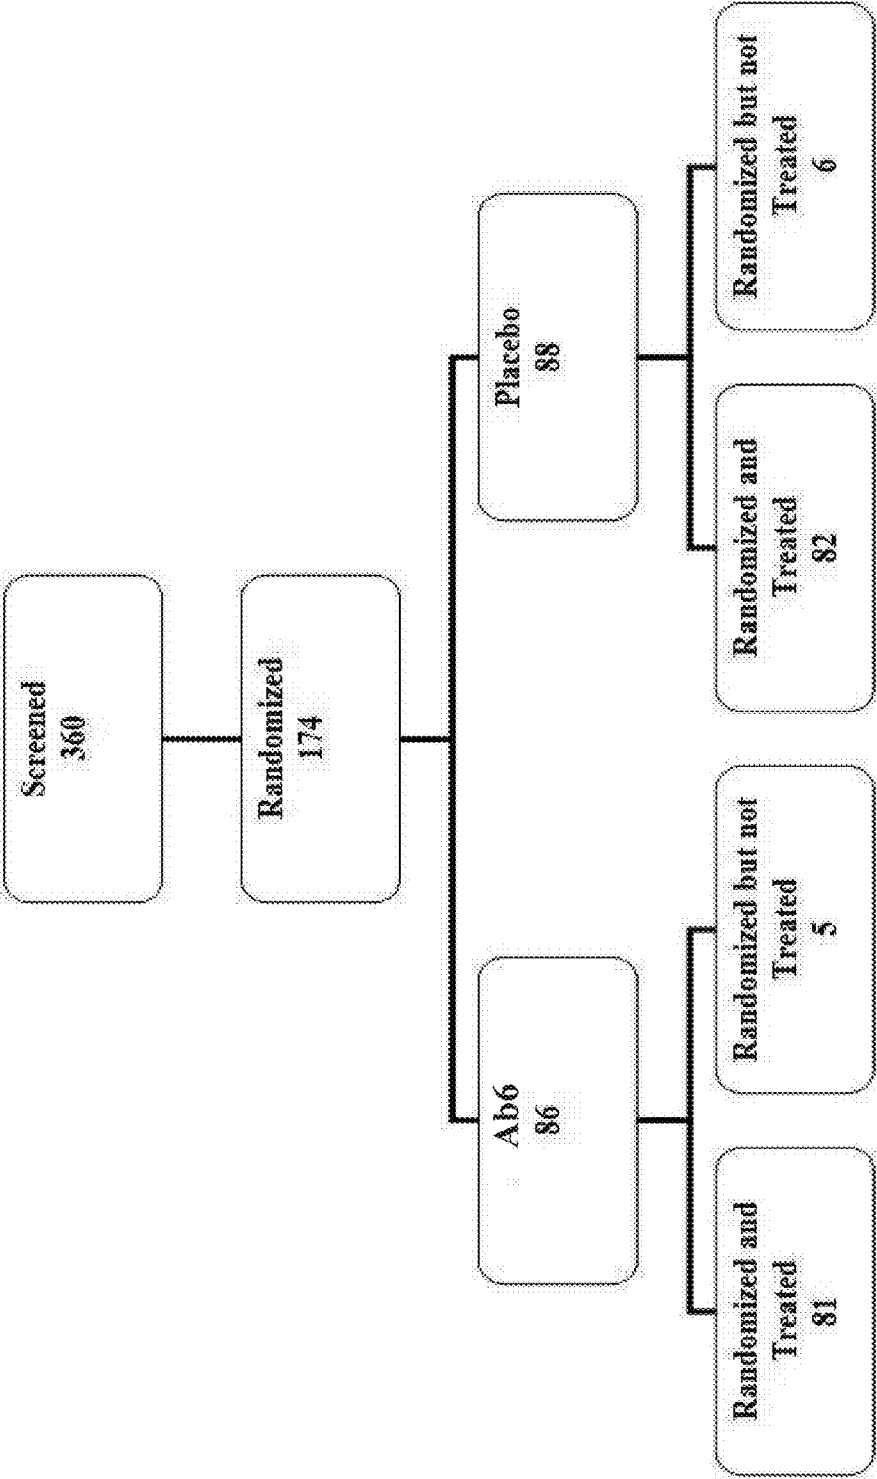 Screened
360
Randomized
174
Ab6
86
Placebo
88
Randomized and
Treated
81
Randomized but not
Treated
5
Randomized and
Treated
82
Randomized but not
Treated
6